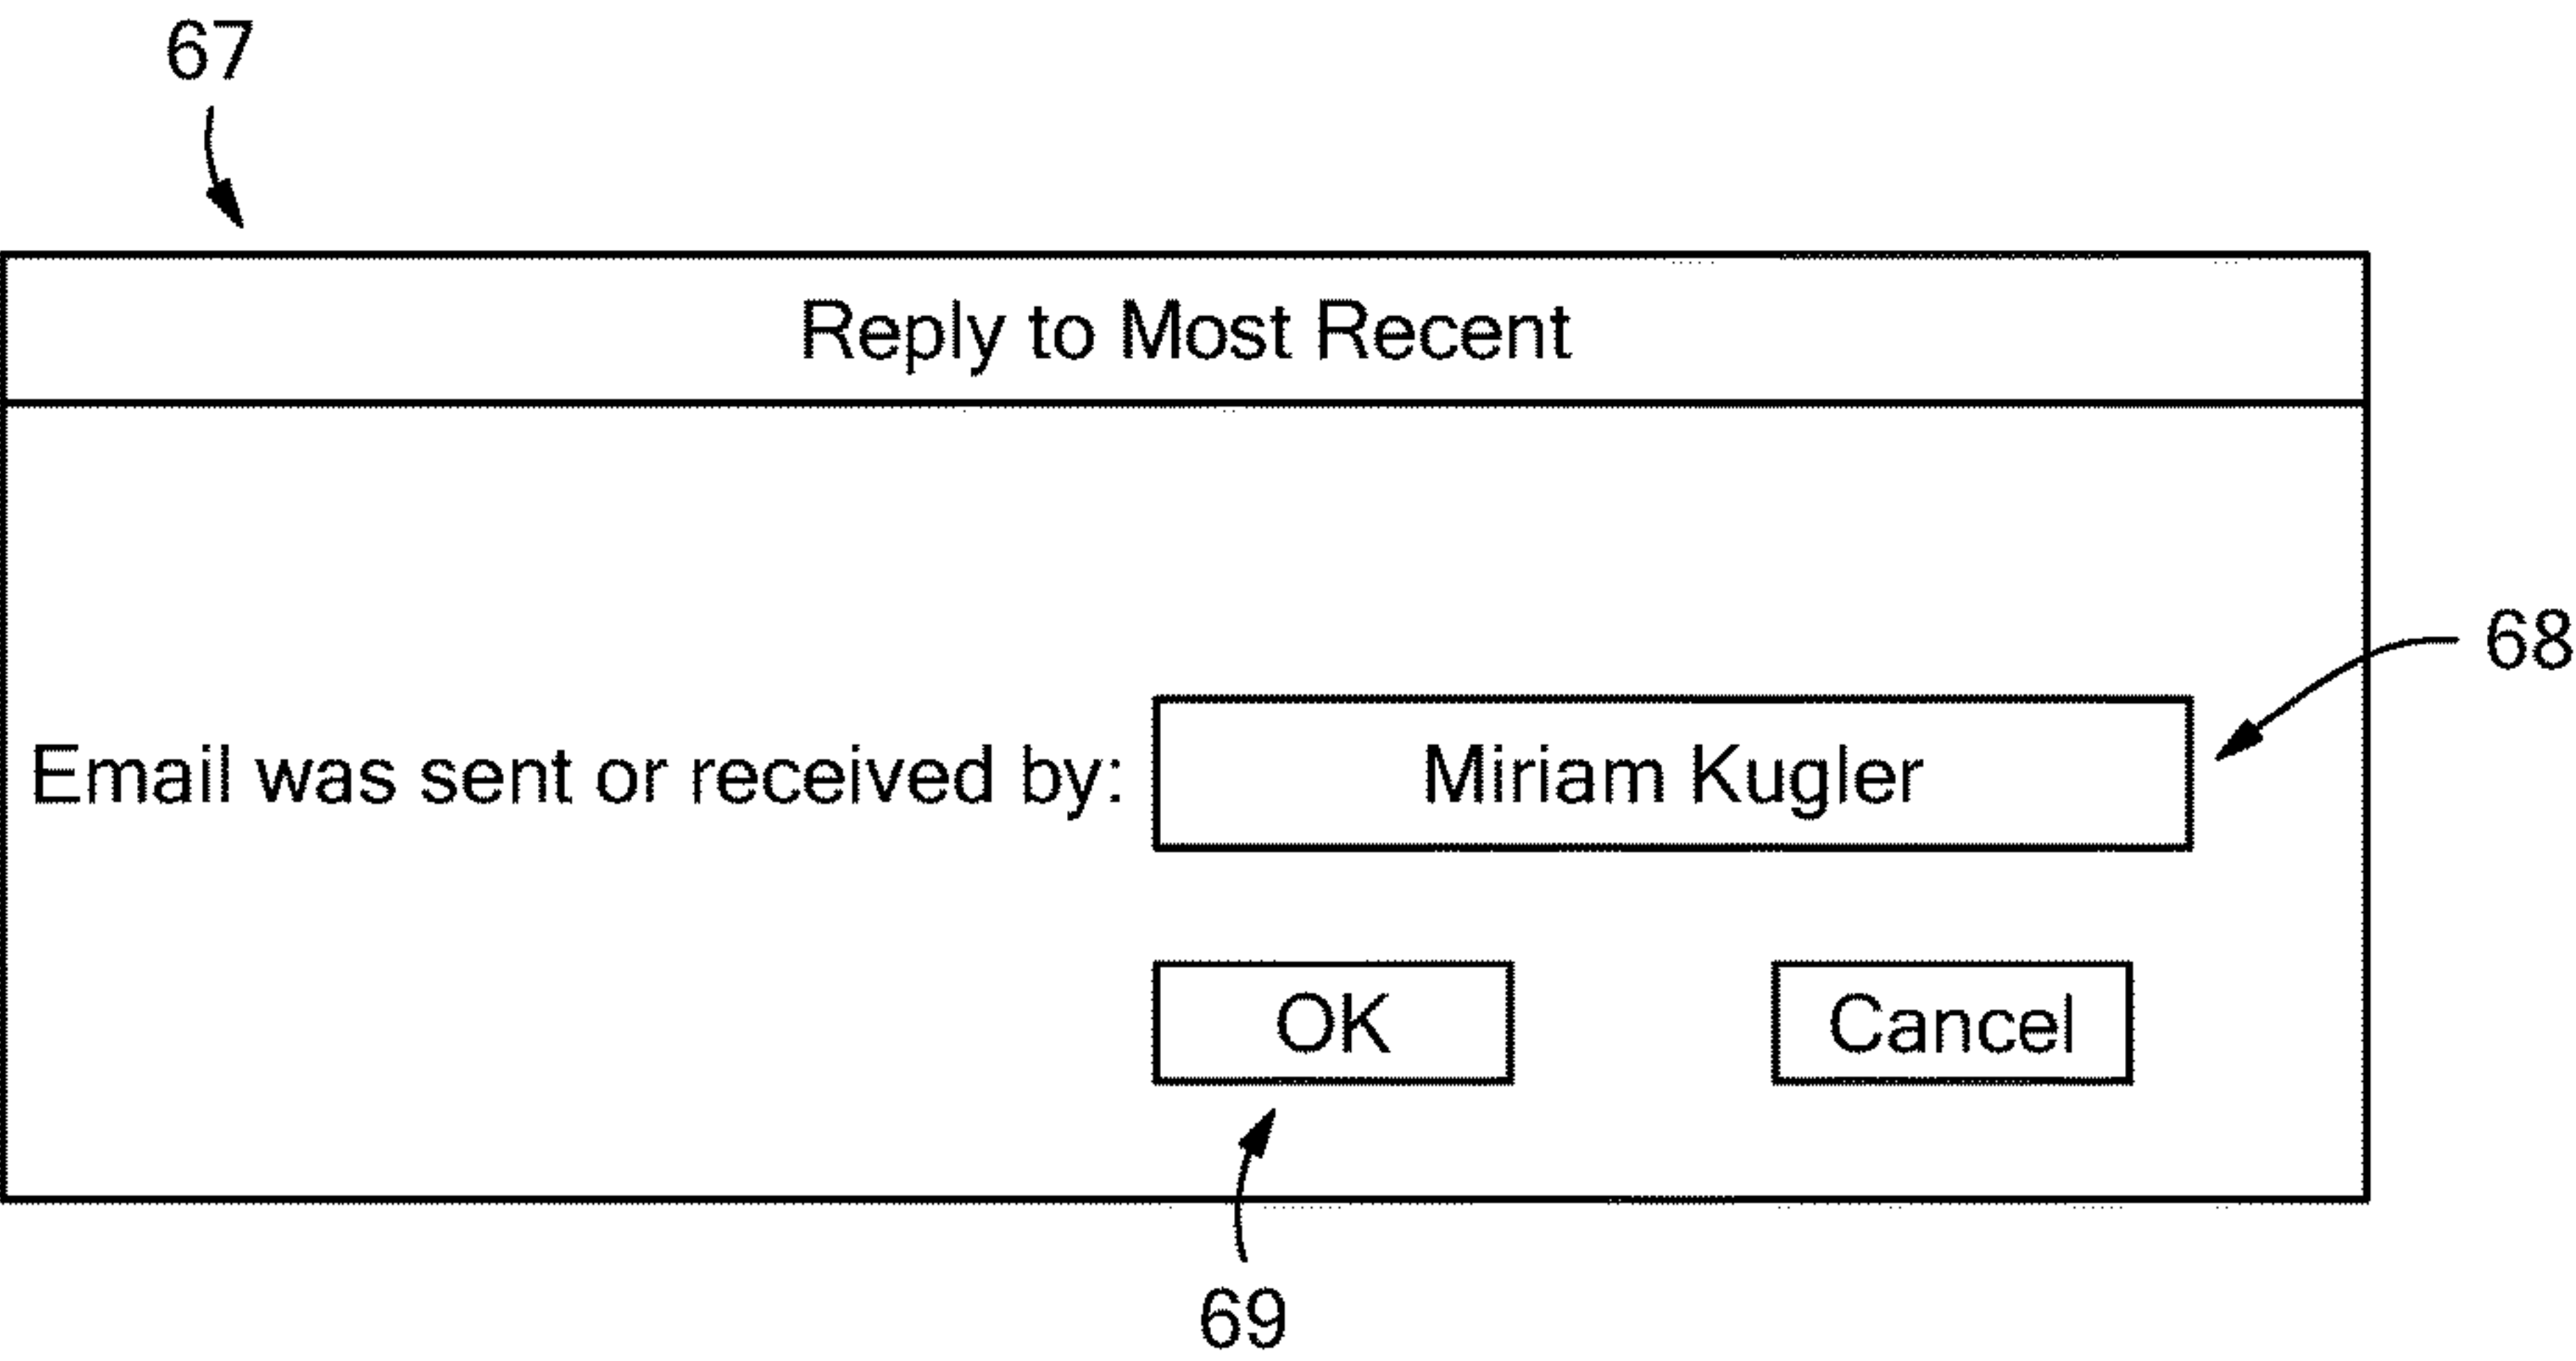 67
Reply to Most Recent
68
Email was sent or received by: Miriam Kugler
OK Cancel
69